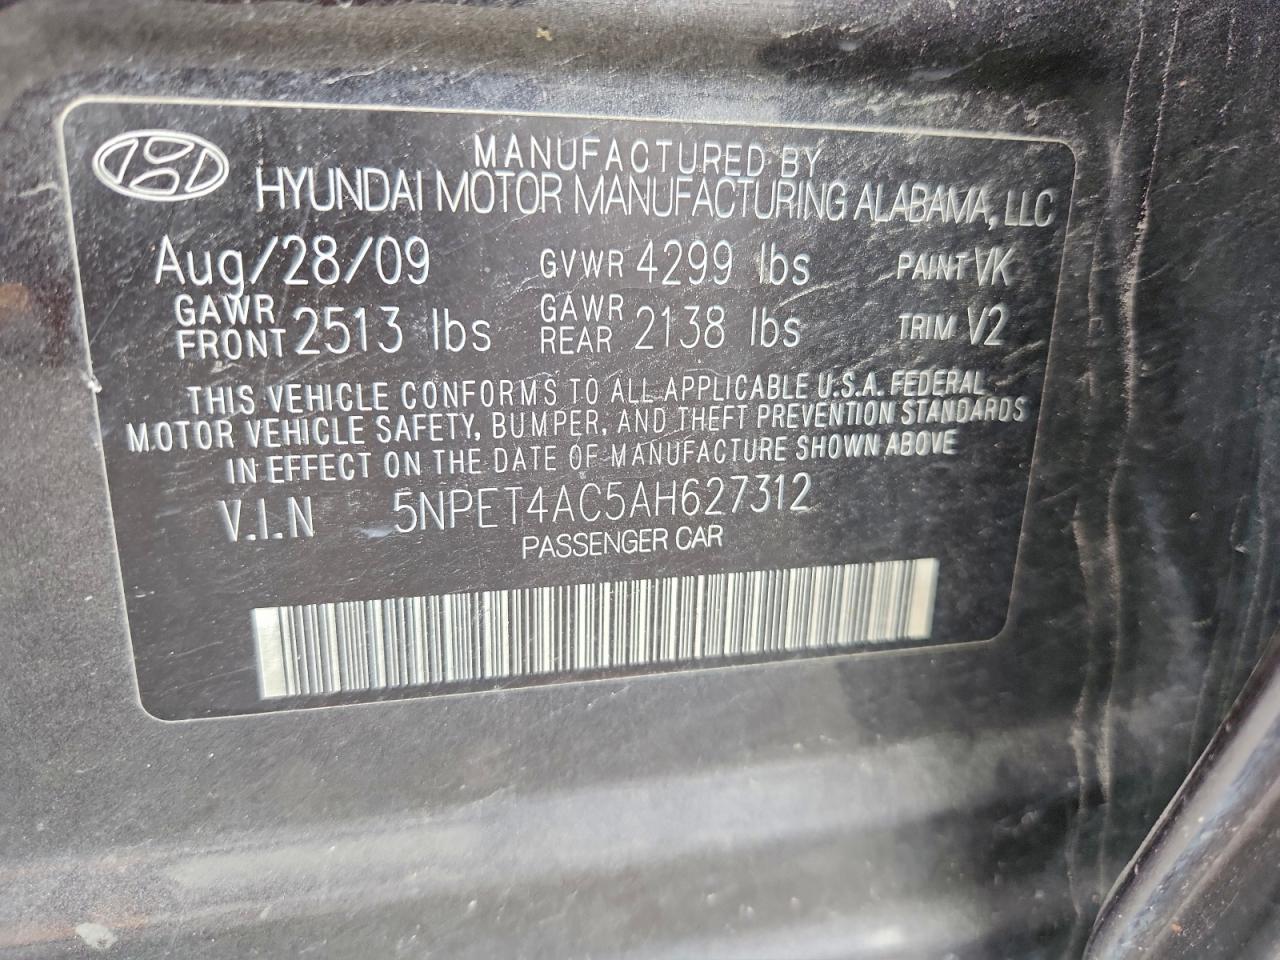 MANUFACTURED BY
HYUNDAI MOTOR MANUFACTURING ALABAMA, LLC
Aug/28/09 GVWR 4299 lbs PAINT VK
GAWR FRONT 2513 lbs GAWR REAR 2138 lbs TRIM V2
THIS VEHICLE CONFORMS TO ALL APPLICABLE U.S.A. FEDERAL
MOTOR VEHICLE SAFETY, BUMPER, AND THEFT PREVENTION STANDARDS
IN EFFECT ON THE DATE OF MANUFACTURE SHOWN ABOVE
V.I.N 5NPET4AC5AH627312
PASSENGER CAR